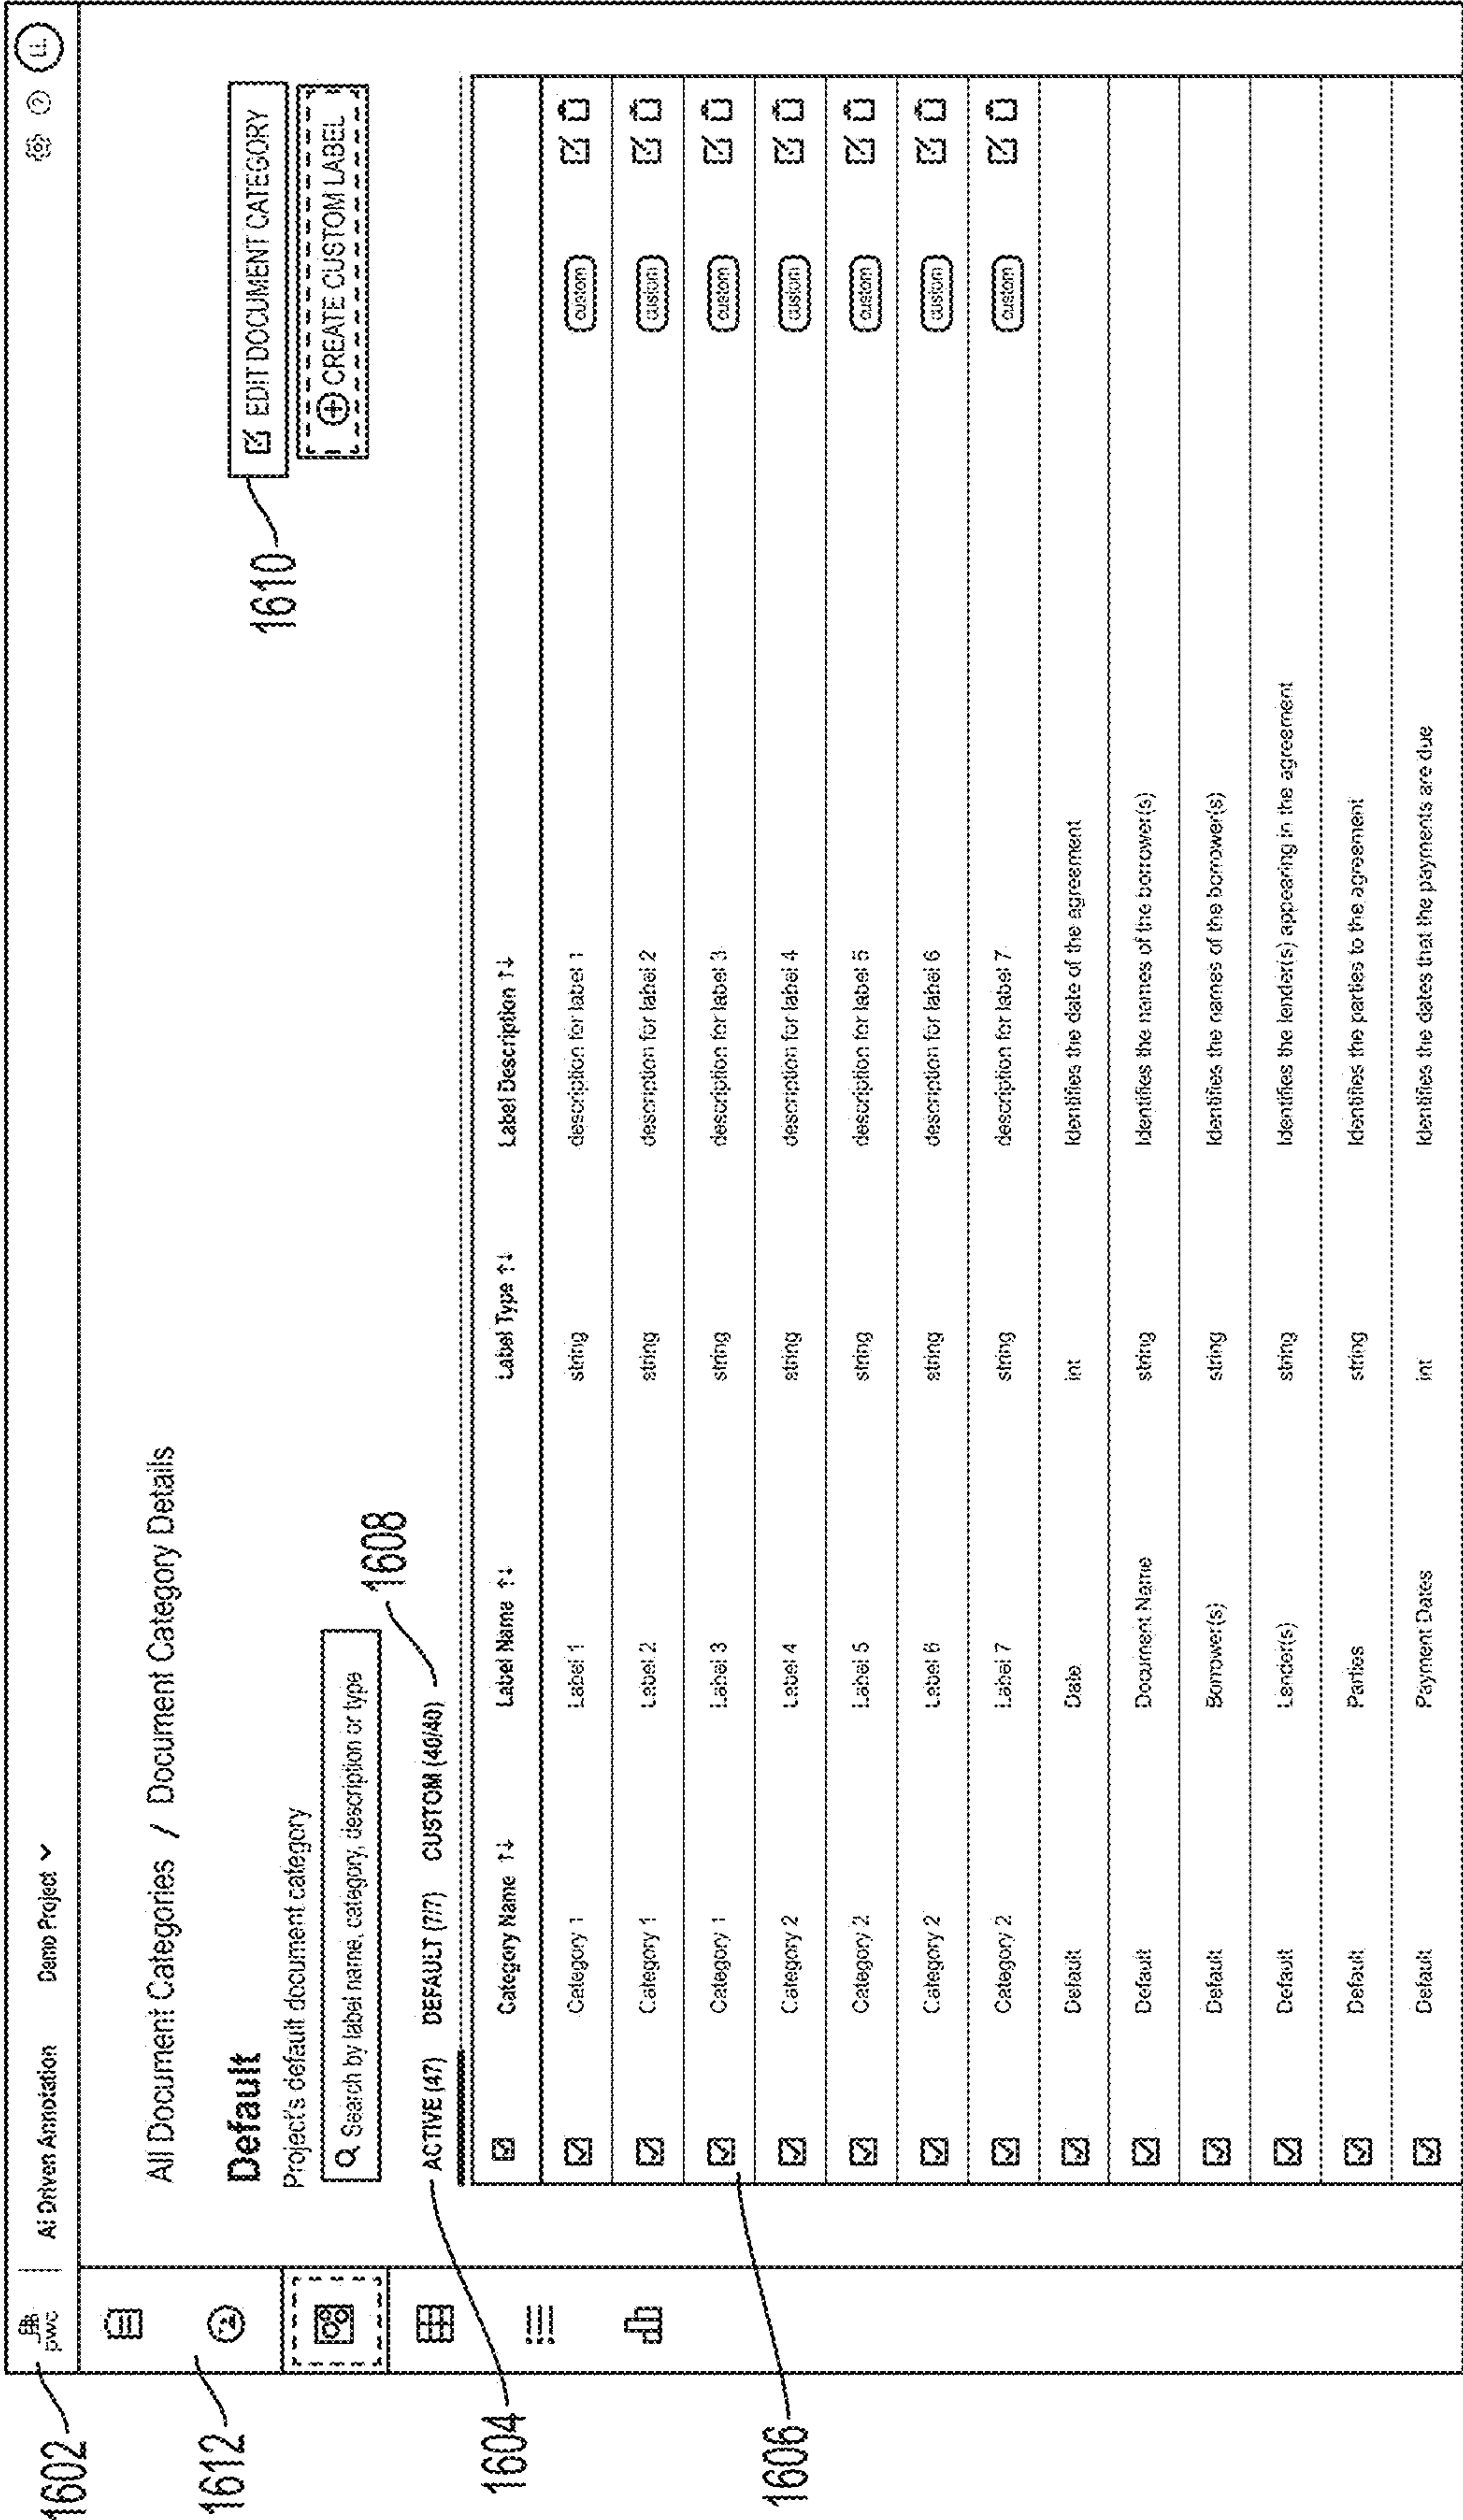 1602
pwc | AI Driven Annotation Demo Project LL
1612
All Document Categories / Document Category Details
Default
Project's default document category
EDIT DOCUMENT CATEGORY
1610
CREATE CUSTOM LABEL
Search by label name, category, description or type
1608
ACTIVE (47) DEFAULT (7/7) CUSTOM (40/40)
1604
Category Name ↑↓ Label Name ↑↓ Label Type ↑↓ Label Description ↑↓
Category 1 Label 1 string description for label 1 custom
Category 1 Label 2 string description for label 2 custom
Category 1 Label 3 string description for label 3 custom
1606
Category 2 Label 4 string description for label 4 custom
Category 2 Label 5 string description for label 5 custom
Category 2 Label 6 string description for label 6 custom
Category 2 Label 7 string description for label 7 custom
Default Date int Identifies the date of the agreement
Default Document Name string Identifies the names of the borrower(s)
Default Borrower(s) string Identifies the names of the borrower(s)
Default Lender(s) string Identifies the lender(s) appearing in the agreement
Default Parties string Identifies the parties to the agreement
Default Payment Dates int Identifies the dates that the payments are due